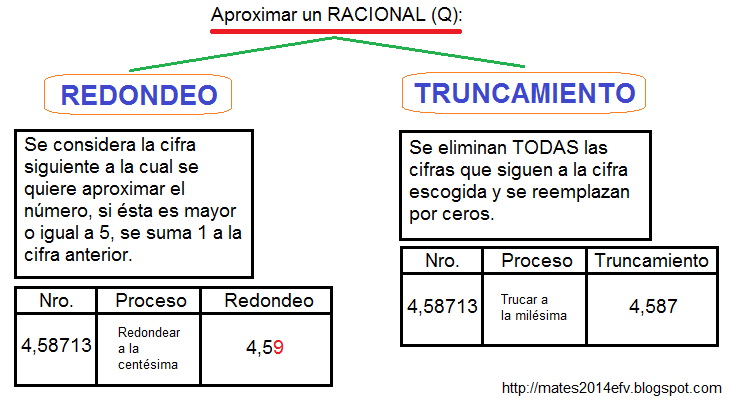 Aproximar un RACIONAL (Q):
REDONDEO
Se considera la cifra
siguiente a la cual se
quiere aproximar el
número, si ésta es mayor
o igual a 5, se suma 1 a la
cifra anterior.
Nro. Proceso Redondeo
4,58713
Redondear
a la
centésima
4,59
TRUNCAMIENTO
Se eliminan TODAS las
cifras que siguen a la cifra
escogida y se reemplazan
por ceros.
Nro. Proceso Truncamiento
4,58713
Trucar a
la milésima
4,587
http://mates2014efv.blogspot.com